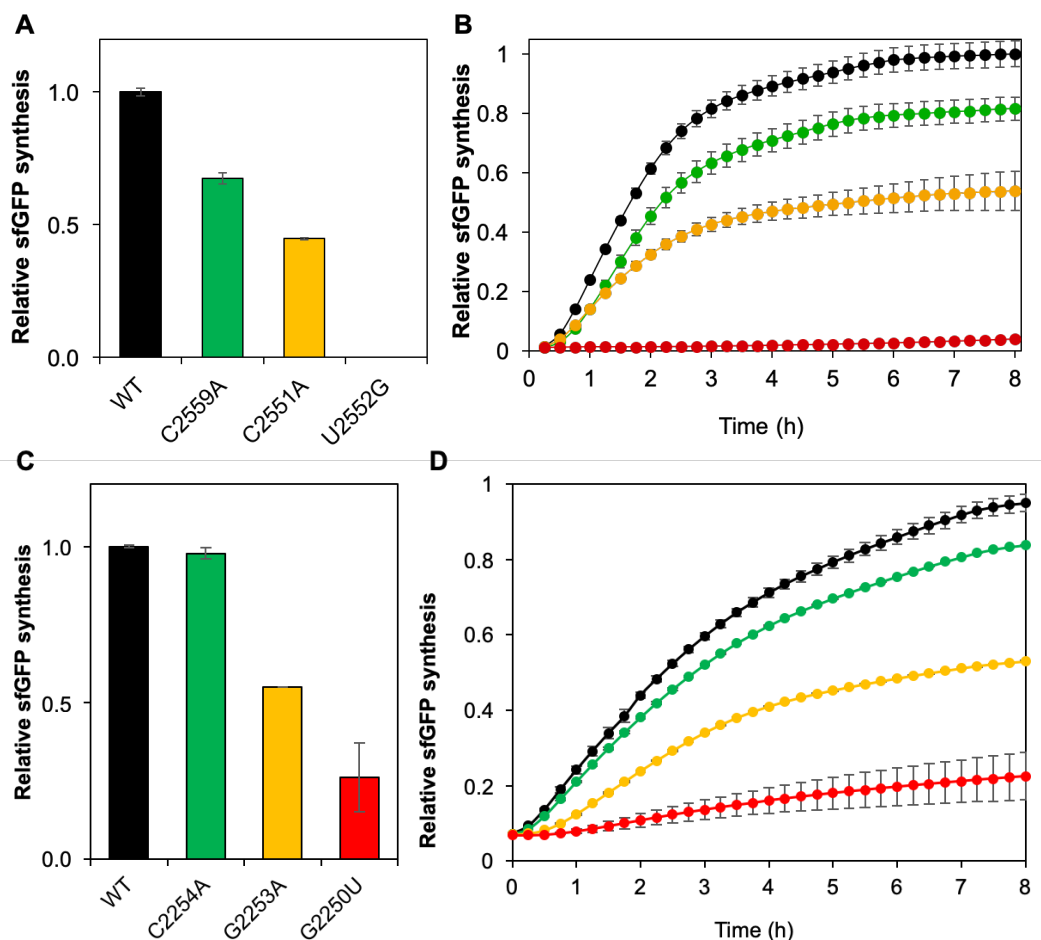 A
Relative sfGFP synthesis
1.0
0.5
0.0
WT
C2559A
C2551A
U2552G
B
Relative sfGFP synthesis
1
0.8
0.6
0.4
0.2
0
0 1 2 3 4 5 6 7 8
Time (h)
C
Relative sfGFP synthesis
1.0
0.5
0.0
WT
C2254A
G2253A
G2250U
D
Relative sfGFP synthesis
1
0.8
0.6
0.4
0.2
0
0 1 2 3 4 5 6 7 8
Time (h)